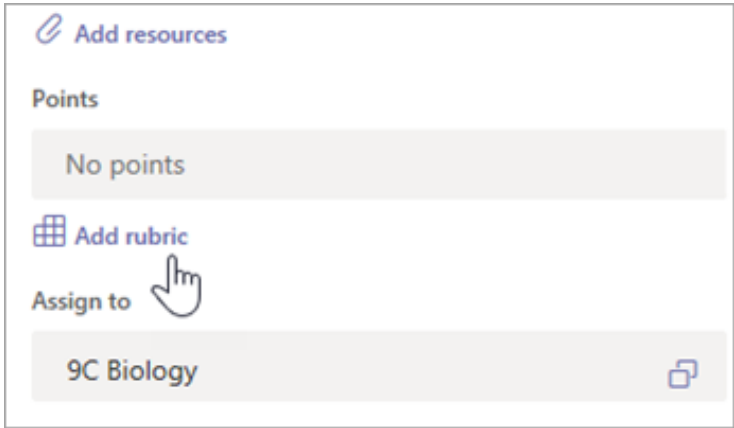 Add resources
Points
No points
Add rubric
Assign to
9C Biology